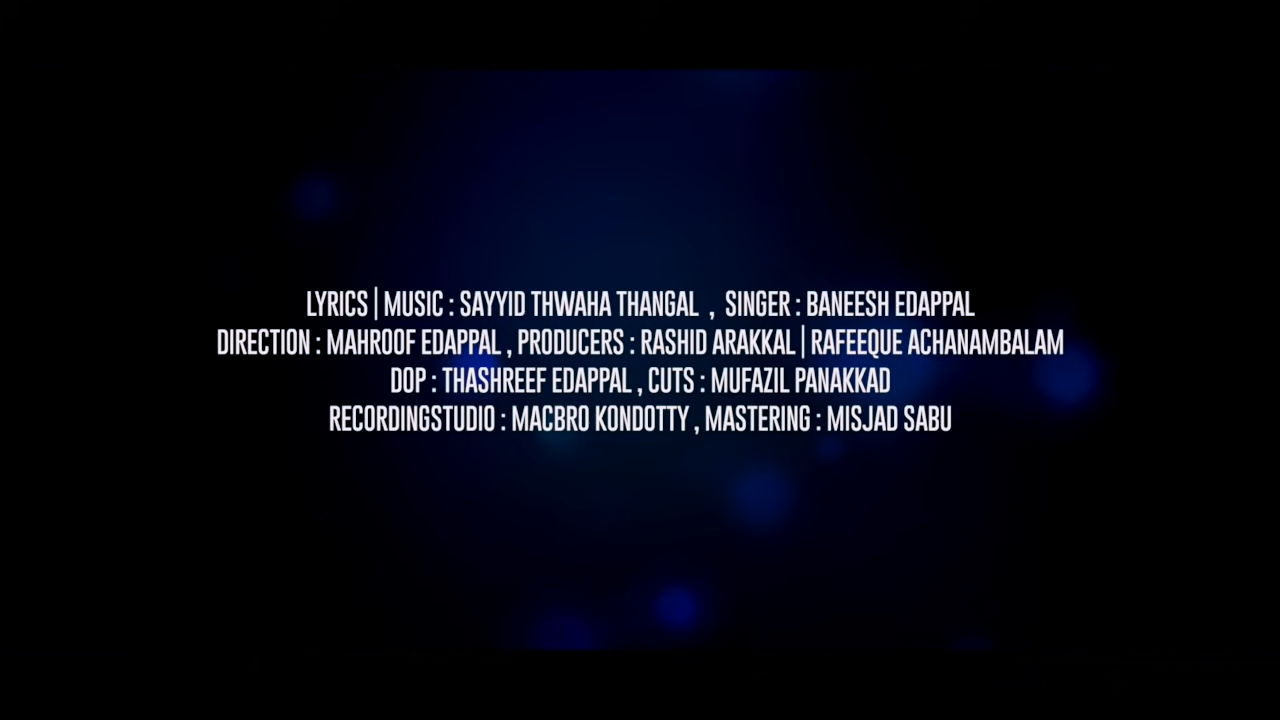 LYRICS | MUSIC : SAYYID THWAHA THANGAL , SINGER : BANEESH EDAPPAL
DIRECTION : MAHROOF EDAPPAL , PRODUCERS : RASHID ARAKKAL | RAFEEQUE ACHANAMBALAM
DOP : THASHREEF EDAPPAL , CUTS : MUFAZIL PANAKKAD
RECORDINGSTUDIO : MACBRO KONDOTTY , MASTERING : MISJAD SABU